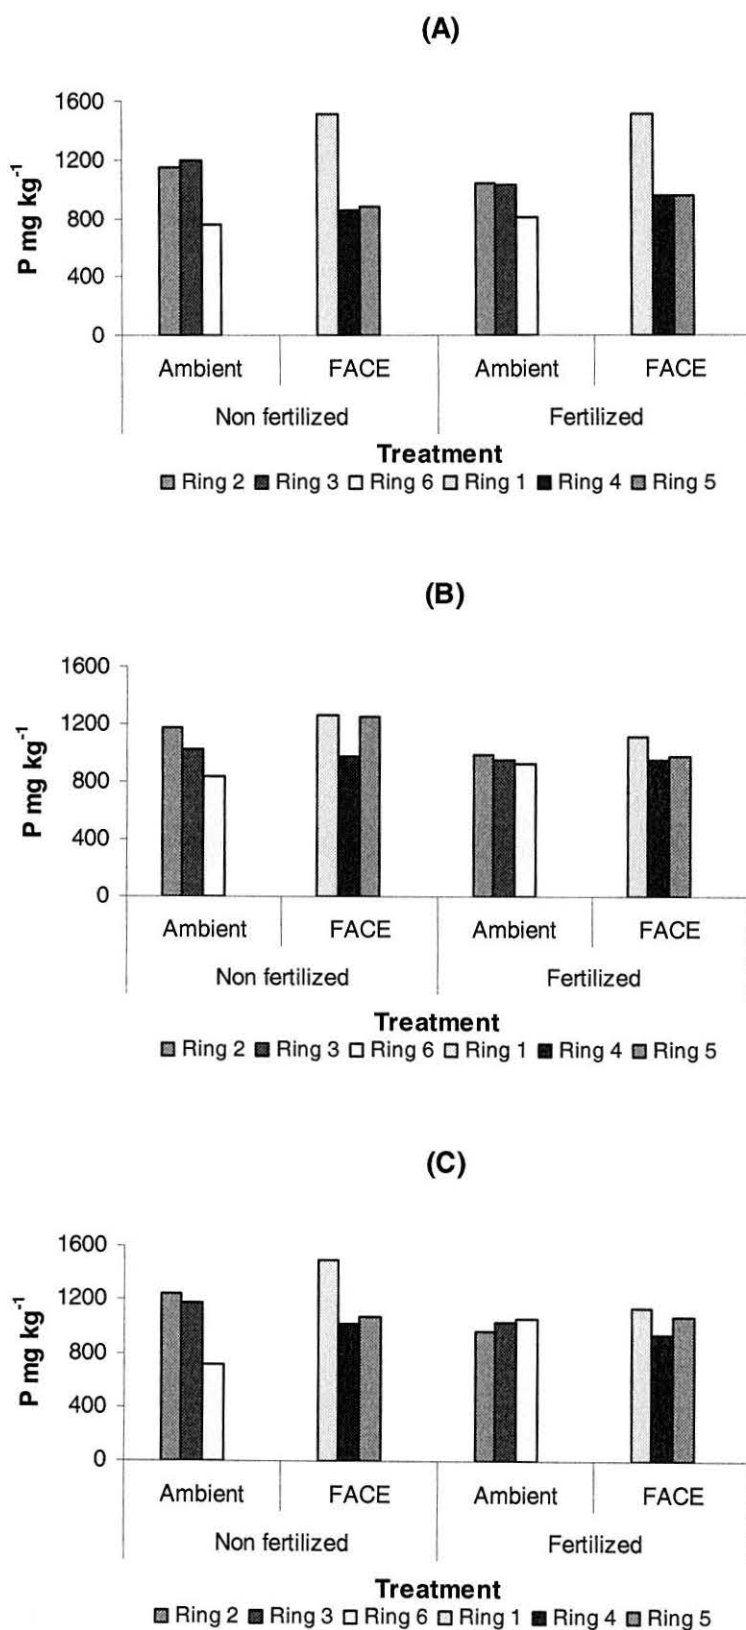 (A)
P mg kg-1
1600
1200
800
400
0
Ambient FACE Ambient FACE
Non fertilized Fertilized
Treatment
Ring 2 Ring 3 Ring 6 Ring 1 Ring 4 Ring 5
(B)
P mg kg-1
1600
1200
800
400
0
Ambient FACE Ambient FACE
Non fertilized Fertilized
Treatment
Ring 2 Ring 3 Ring 6 Ring 1 Ring 4 Ring 5
(C)
P mg kg-1
1600
1200
800
400
0
Ambient FACE Ambient FACE
Non fertilized Fertilized
Treatment
Ring 2 Ring 3 Ring 6 Ring 1 Ring 4 Ring 5